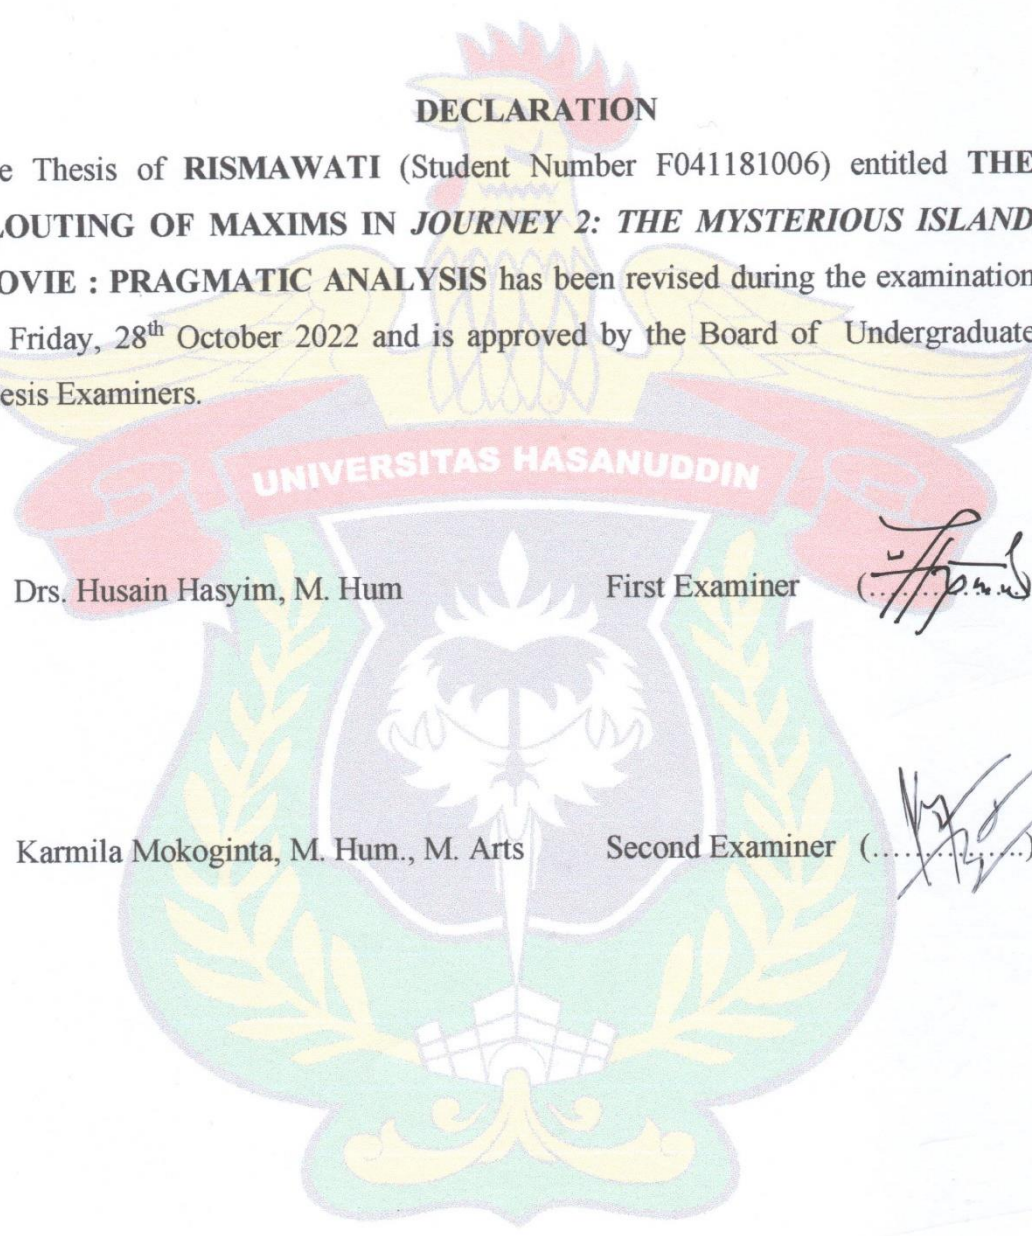 DECLARATION
e Thesis of RISMAWATI (Student Number F041181006) entitled THE
LOUTING OF MAXIMS IN JOURNEY 2: THE MYSTERIOUS ISLAND
OVIE : PRAGMATIC ANALYSIS has been revised during the examination
Friday, 28th October 2022 and is approved by the Board of Undergraduate
esis Examiners.
UNIVERSITAS HASANUDDIN
Drs. Husain Hasyim, M. Hum First Examiner (..............
Karmila Mokoginta, M. Hum., M. Arts Second Examiner (..................)